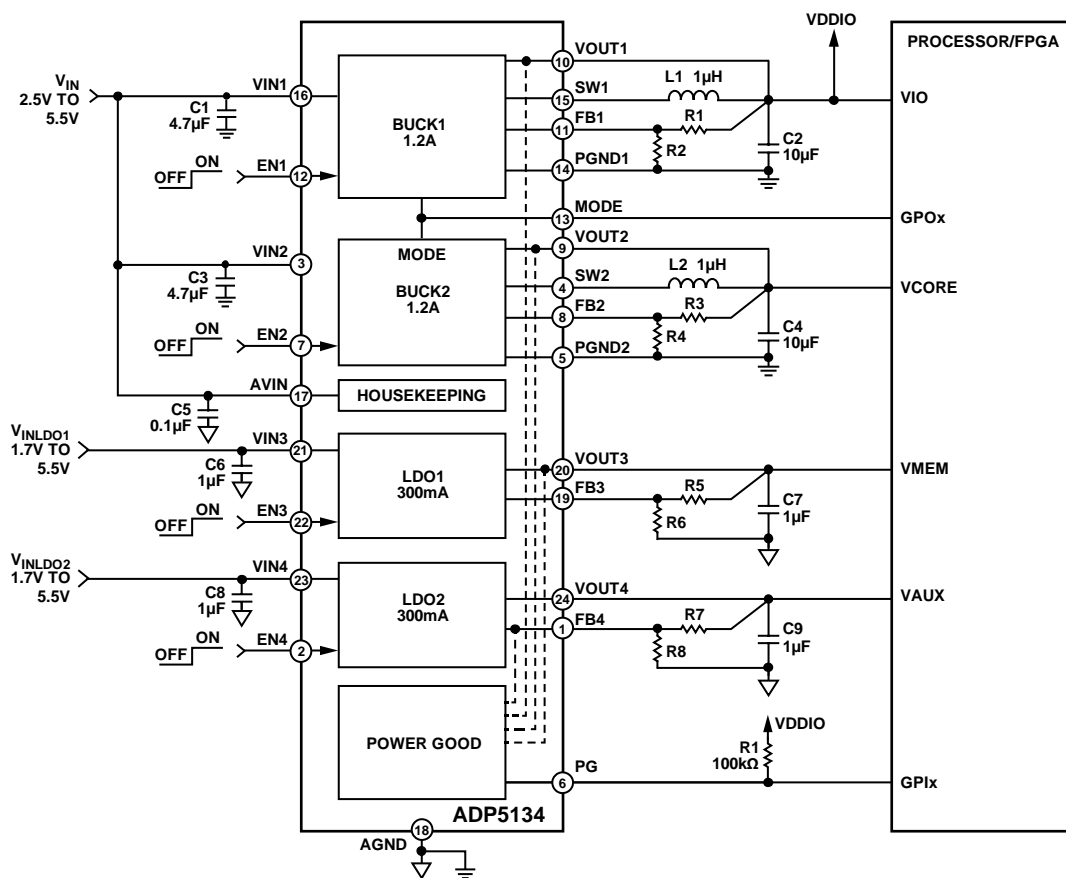 VDDIO
PROCESSOR/FPGA
VOUT1
10
VIN
2.5V TO
5.5V
VIN1
16
C1
4.7µF
BUCK1
1.2A
SW1
15
L1 1µH
VIO
FB1
11
R1
R2
C2
10µF
OFF
ON
EN1
12
PGND1
14
MODE
13
GPOx
VIN2
3
C3
4.7µF
MODE
BUCK2
1.2A
VOUT2
9
SW2
4
L2 1µH
VCORE
FB2
8
R3
R4
C4
10µF
OFF
ON
EN2
7
PGND2
5
AVIN
17
HOUSEKEEPING
C5
0.1µF
VINLDO1
1.7V TO
5.5V
VIN3
21
C6
1µF
LDO1
300mA
VOUT3
20
VMEM
FB3
19
R5
R6
C7
1µF
OFF
ON
EN3
22
VINLDO2
1.7V TO
5.5V
VIN4
23
C8
1µF
LDO2
300mA
VOUT4
24
VAUX
FB4
1
R7
R8
C9
1µF
OFF
ON
EN4
2
POWER GOOD
VDDIO
R1
100kΩ
PG
6
GPIx
ADP5134
18
AGND